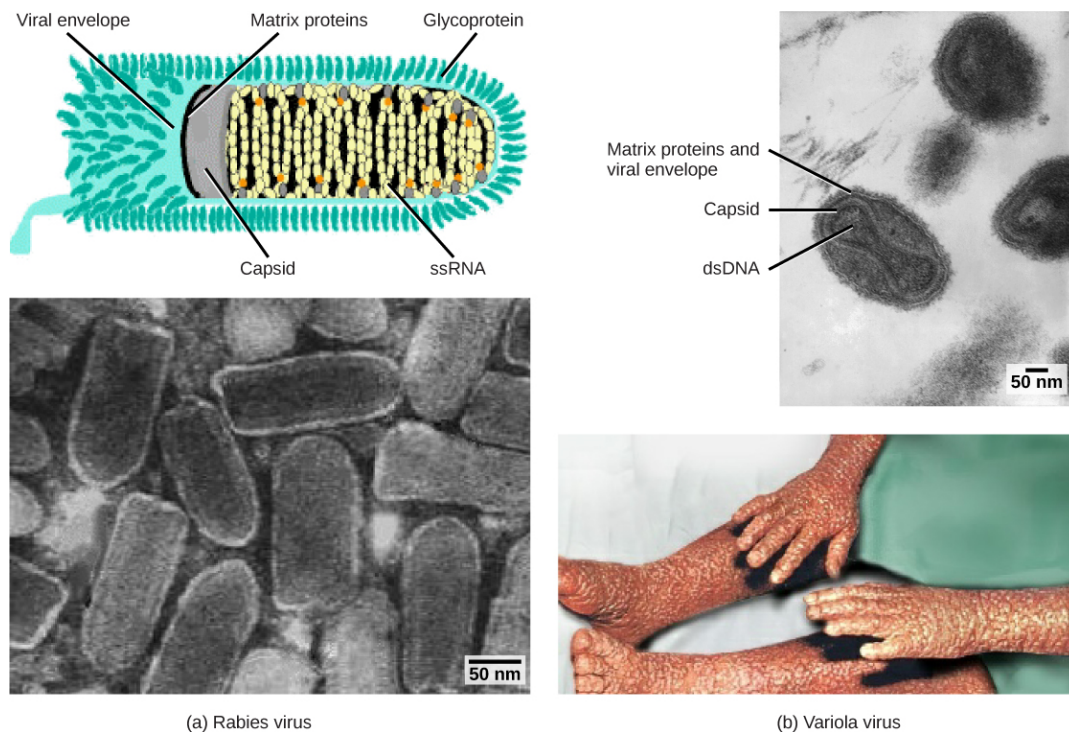 Viral envelope
Matrix proteins
Glycoprotein
Capsid
ssRNA
50 nm
(a) Rabies virus
Matrix proteins and
viral envelope
Capsid
dsDNA
50 nm
(b) Variola virus